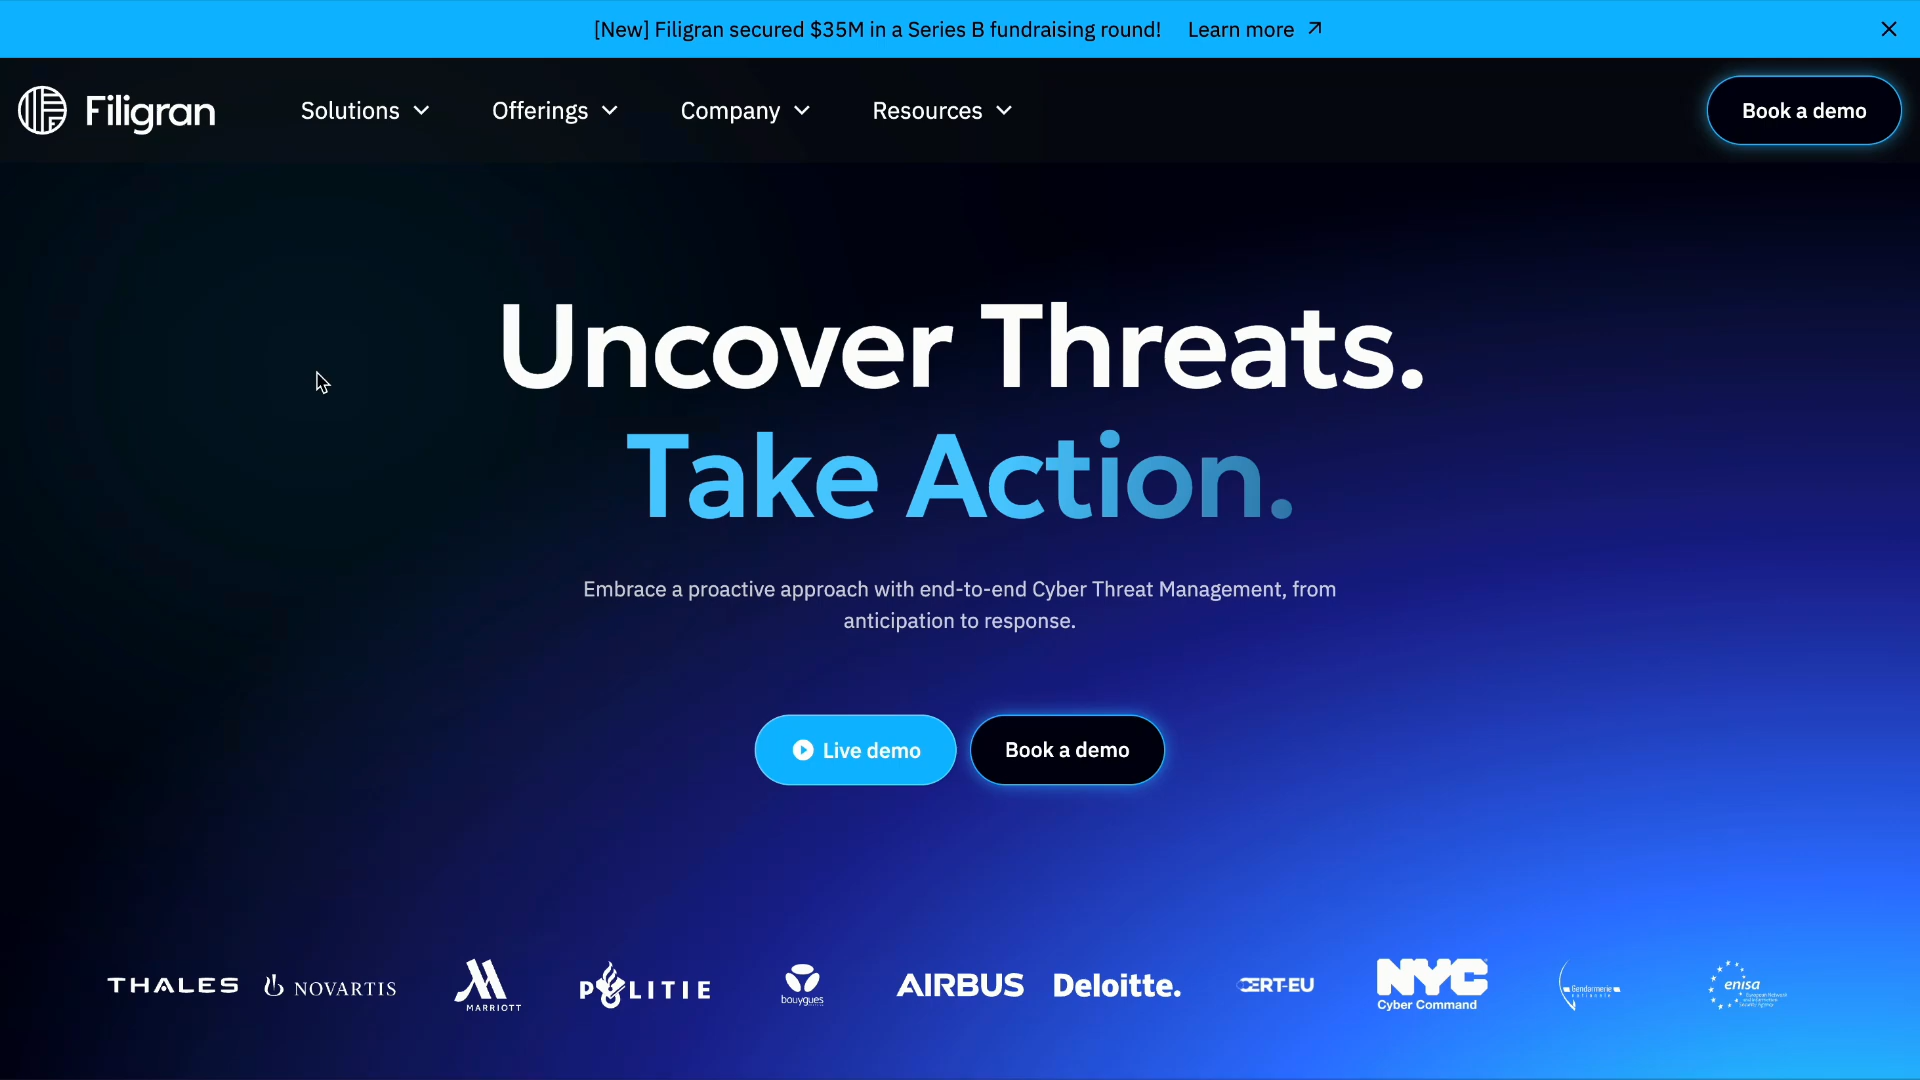 [New] Filigran secured $35M in a Series B fundraising round! Learn more
Filigran Solutions Offerings Company Resources Book a demo
Uncover Threats.
Take Action.
Embrace a proactive approach with end-to-end Cyber Threat Management, from
anticipation to response.
Live demo Book a demo
THALES NOVARTIS MARRIOTT POLITIE bouygues AIRBUS Deloitte. CERT-EU NYC Cyber Command Gendarmerie nationale enisa